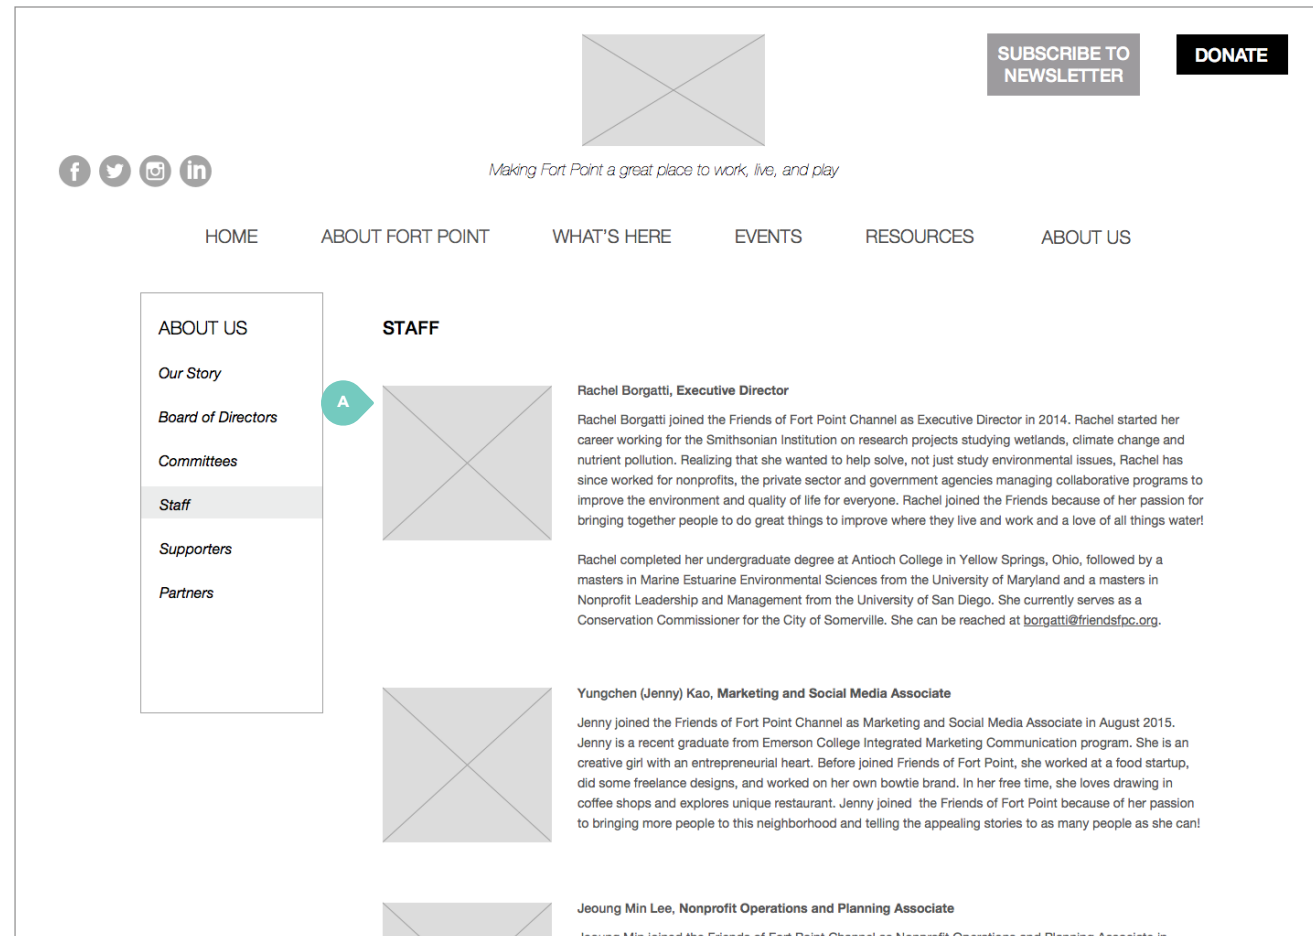 SUBSCRIBE TO
NEWSLETTER
DONATE
Making Fort Point a great place to work, live, and play
HOME
ABOUT FORT POINT
WHAT'S HERE
EVENTS
RESOURCES
ABOUT US
ABOUT US
Our Story
Board of Directors
Committees
Staff
Supporters
Partners
STAFF
A
Rachel Borgatti, Executive Director
Rachel Borgatti joined the Friends of Fort Point Channel as Executive Director in 2014. Rachel started her
career working for the Smithsonian Institution on research projects studying wetlands, climate change and
nutrient pollution. Realizing that she wanted to help solve, not just study environmental issues, Rachel has
since worked for nonprofits, the private sector and government agencies managing collaborative programs to
improve the environment and quality of life for everyone. Rachel joined the Friends because of her passion for
bringing together people to do great things to improve where they live and work and a love of all things water!
Rachel completed her undergraduate degree at Antioch College in Yellow Springs, Ohio, followed by a
masters in Marine Estuarine Environmental Sciences from the University of Maryland and a masters in
Nonprofit Leadership and Management from the University of San Diego. She currently serves as a
Conservation Commissioner for the City of Somerville. She can be reached at borgatti@friendsfpc.org.
Yungchen (Jenny) Kao, Marketing and Social Media Associate
Jenny joined the Friends of Fort Point Channel as Marketing and Social Media Associate in August 2015.
Jenny is a recent graduate from Emerson College Integrated Marketing Communication program. She is an
creative girl with an entrepreneurial heart. Before joined Friends of Fort Point, she worked at a food startup,
did some freelance designs, and worked on her own bowtie brand. In her free time, she loves drawing in
coffee shops and explores unique restaurant. Jenny joined  the Friends of Fort Point because of her passion
to bringing more people to this neighborhood and telling the appealing stories to as many people as she can!
Jeoung Min Lee, Nonprofit Operations and Planning Associate
Jeoung Min joined the Friends of Fort Point Channel as Nonprofit Operations and Planning Associate in